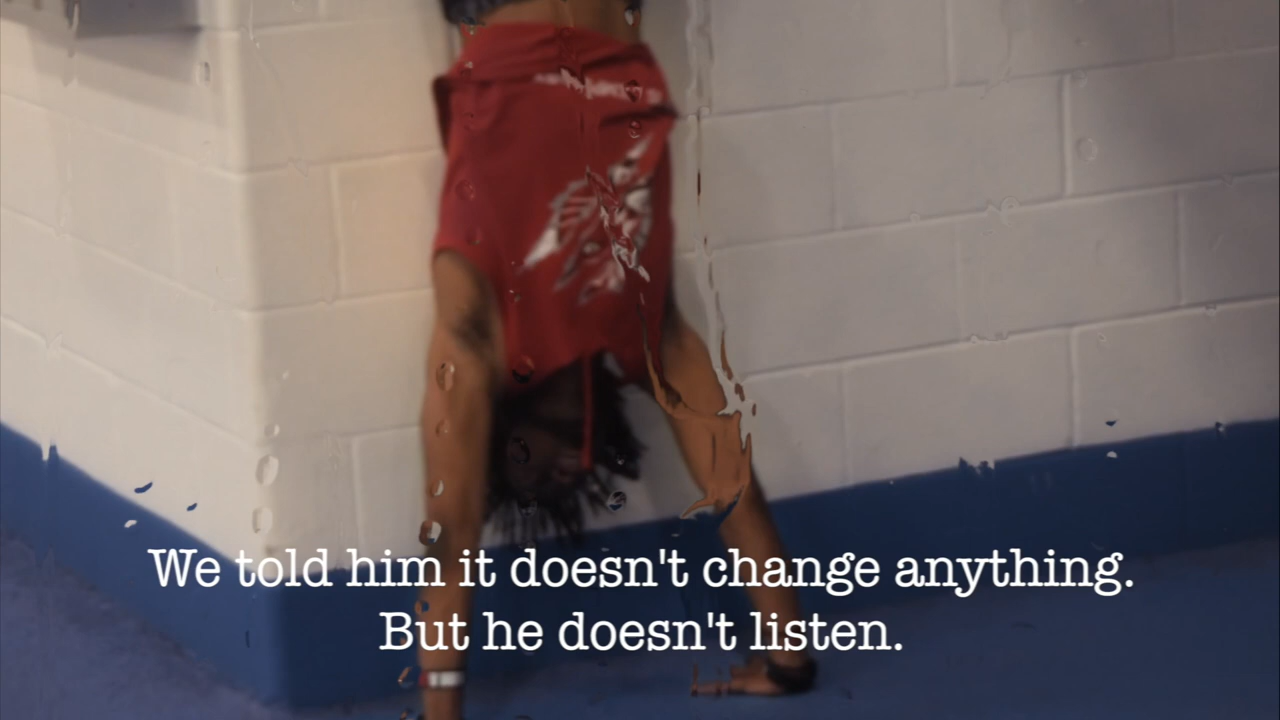 We told him it doesn't change anything.
But he doesn't listen.